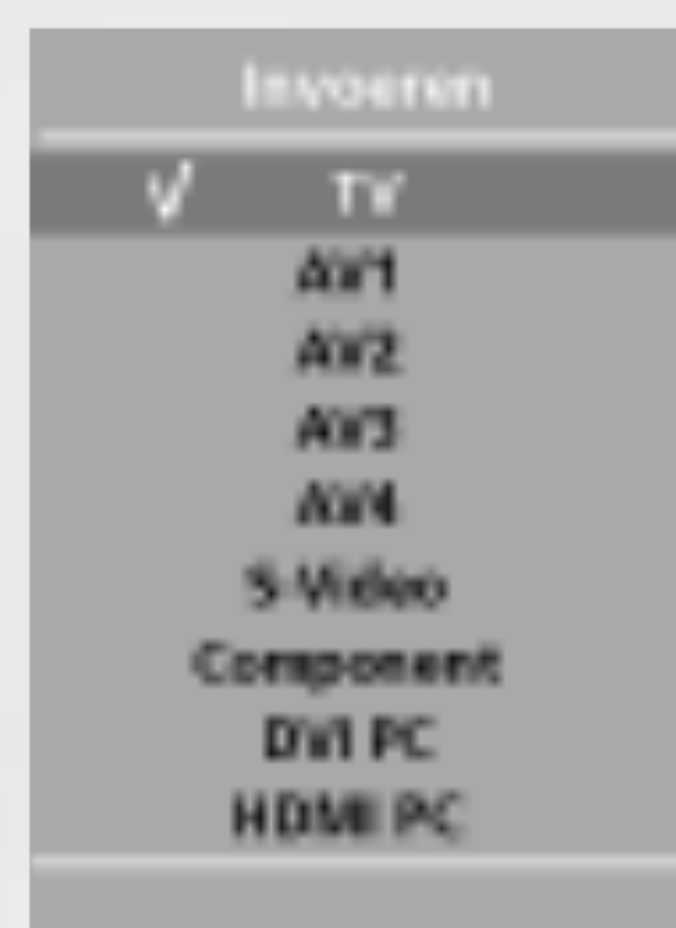 Invoeren
TV
AV1
AV2
AV3
AV4
S-Video
Component
DVI PC
HDMI PC